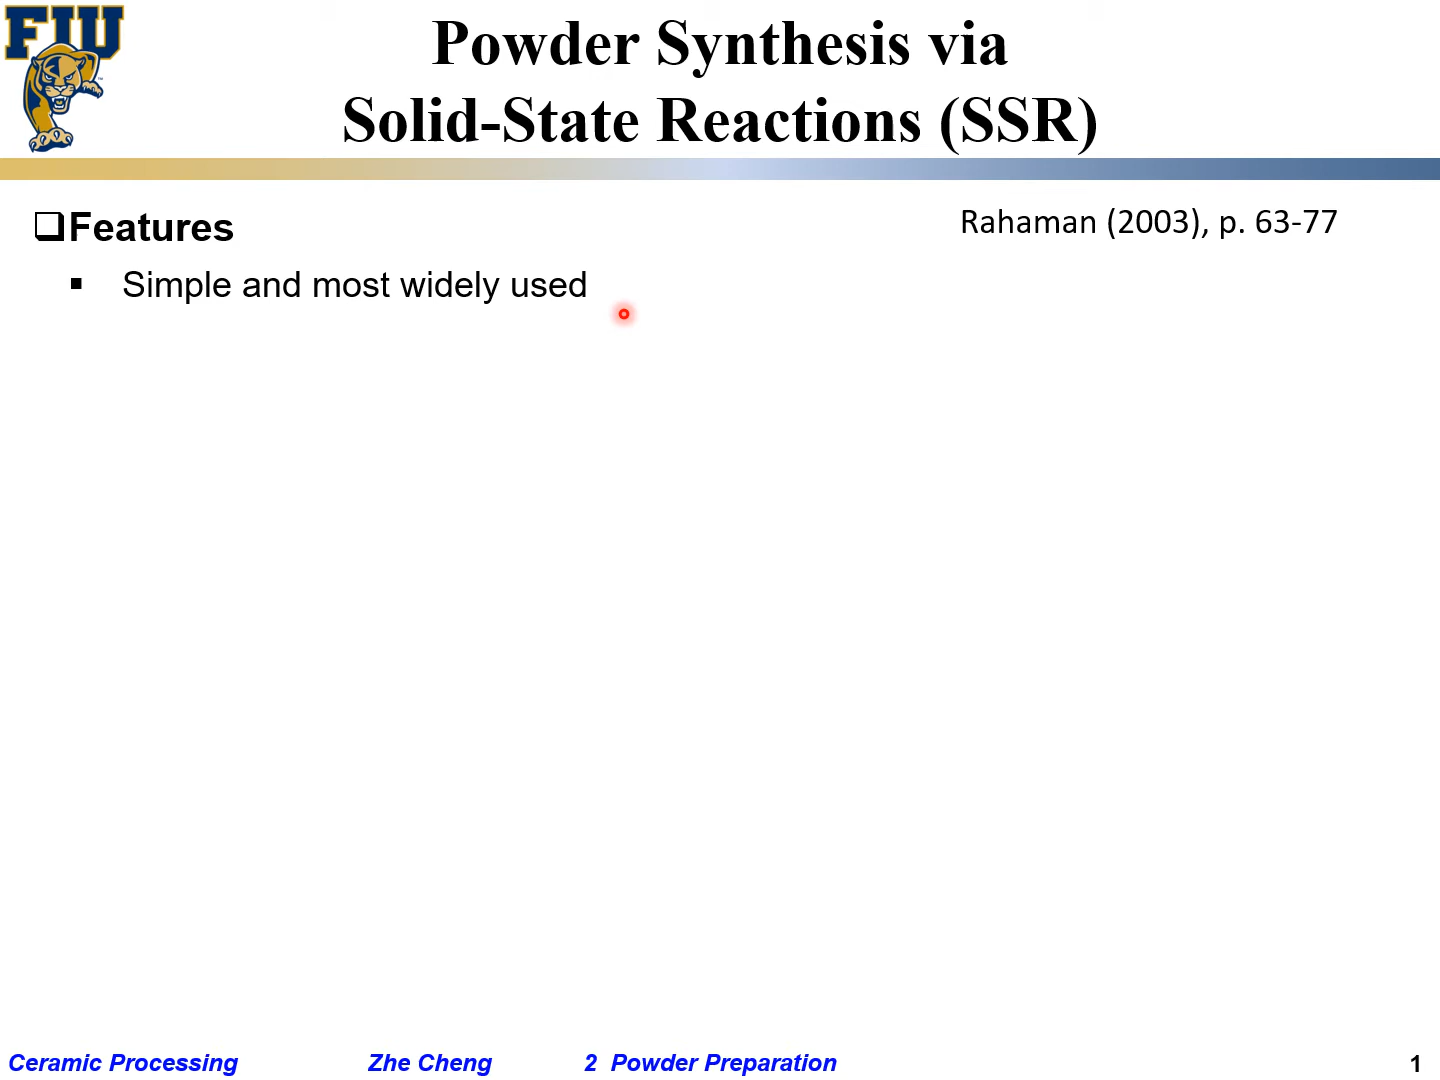 FIU
Powder Synthesis via
Solid-State Reactions (SSR)
Features
Rahaman (2003), p. 63-77
Simple and most widely used
Ceramic Processing
Zhe Cheng
2 Powder Preparation
1